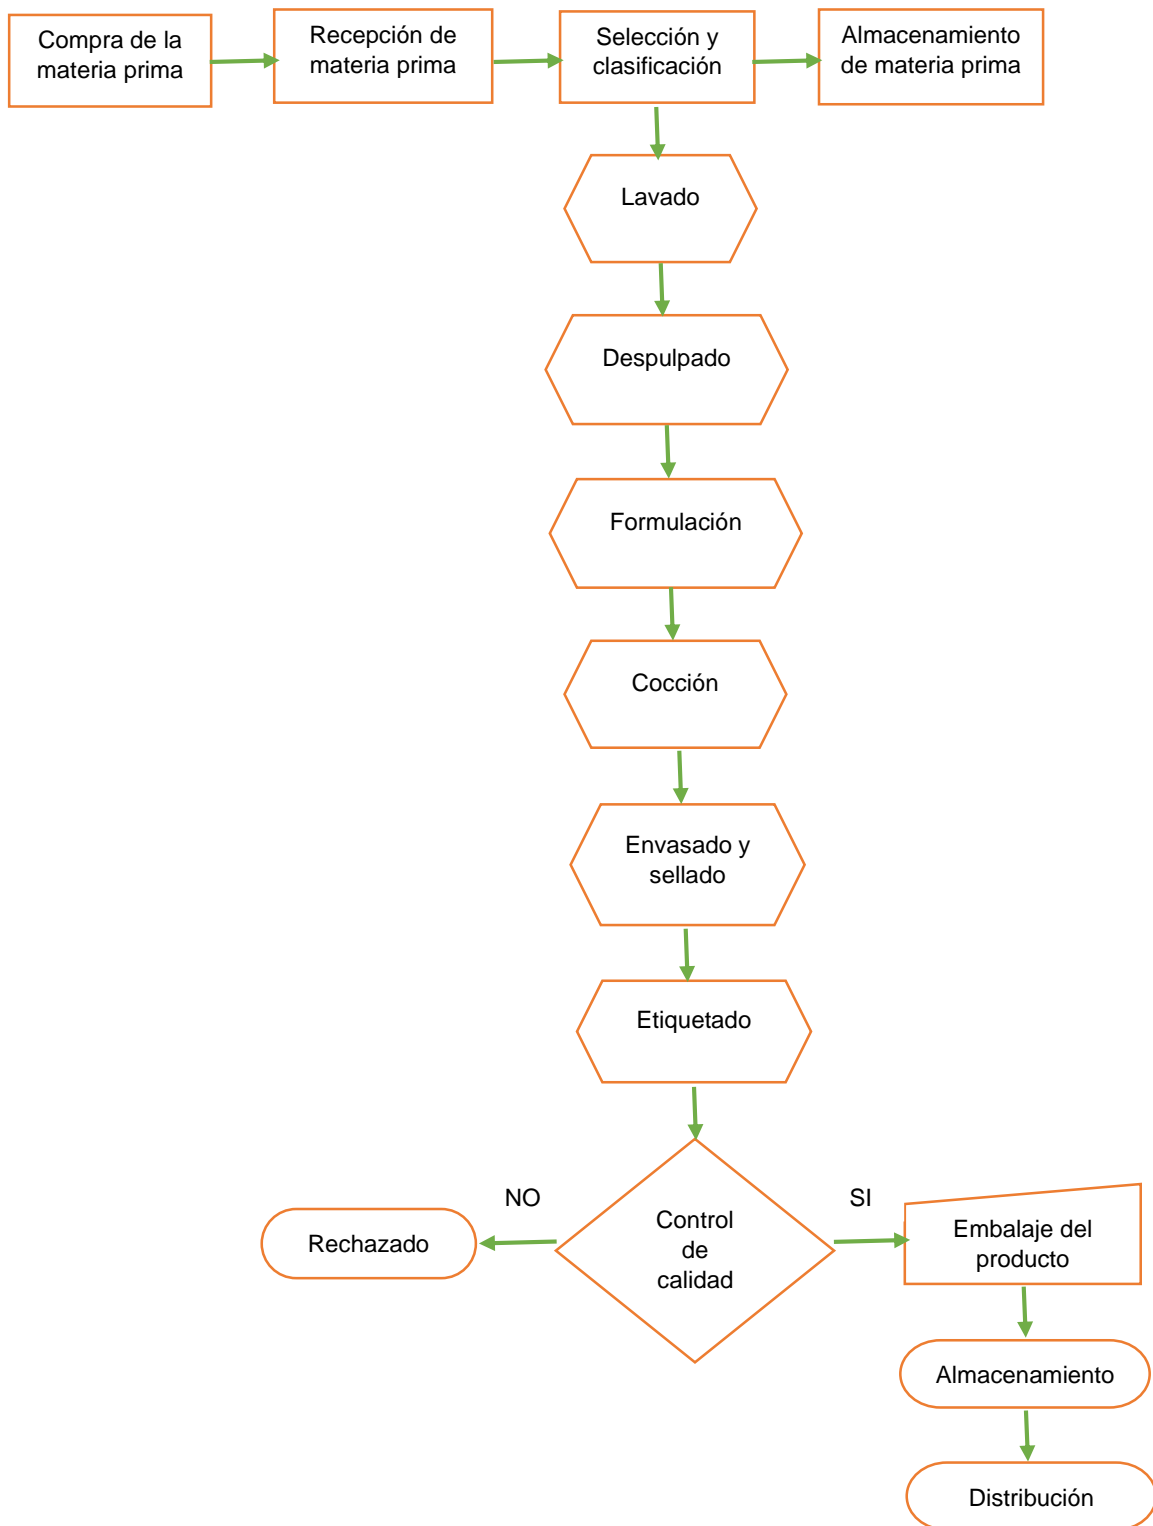 Compra de la
materia prima
Recepción de
materia prima
Selección y
clasificación
Almacenamiento
de materia prima
Lavado
Despulpado
Formulación
Cocción
Envasado y
sellado
Etiquetado
NO
SI
Rechazado
Control
de
calidad
Embalaje del
producto
Almacenamiento
Distribución